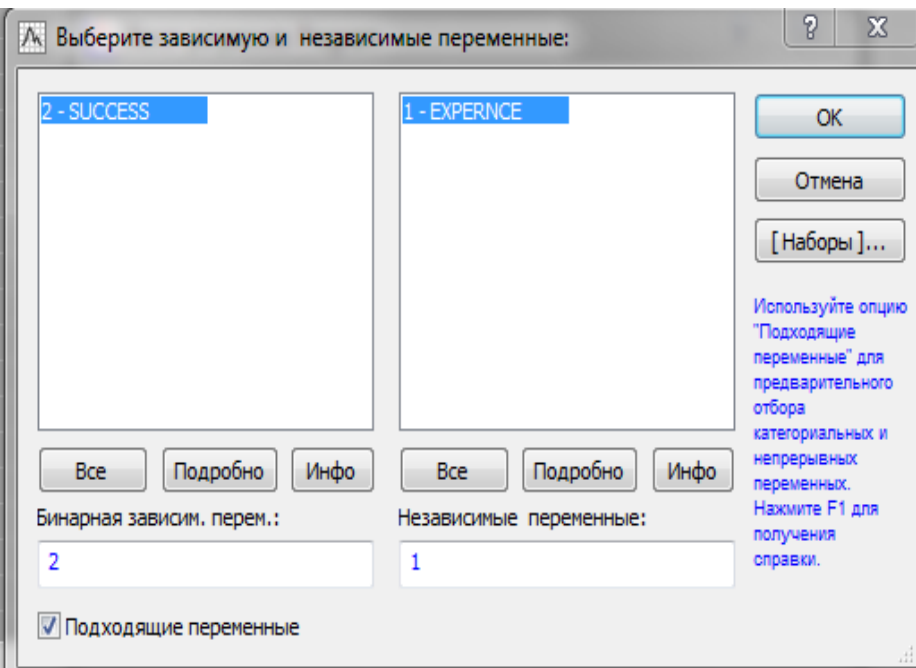 Выберите зависимую и независимые переменные:
2 - SUCCESS
1 - EXPERNCE
OK
Отмена
[ Наборы ]...
Используйте опцию
"Подходящие
переменные" для
предварительного
отбора
категориальных и
непрерывных
переменных.
Нажмите F1 для
получения
справки.
Все
Подробно
Инфо
Все
Подробно
Инфо
Бинарная зависим. перем.:
Независимые переменные:
2
1
Подходящие переменные